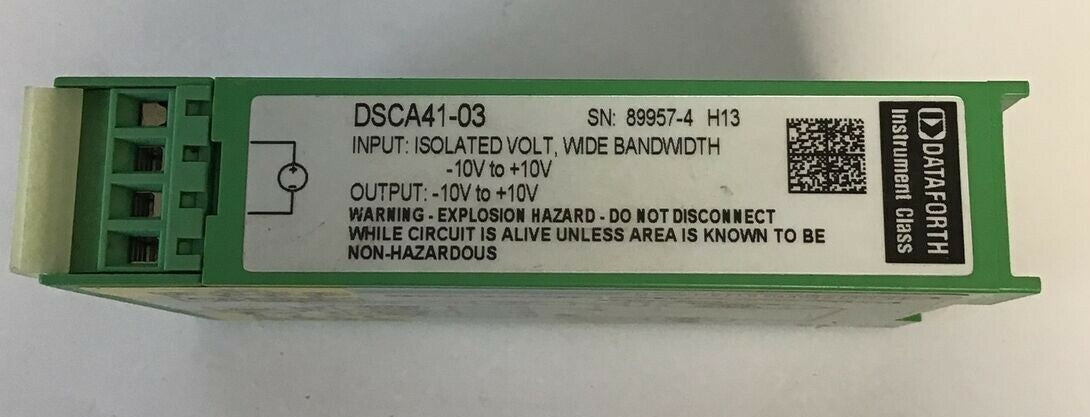 DSCA41-03 SN: 89957-4 H13
INPUT: ISOLATED VOLT, WIDE BANDWIDTH
-10V to +10V
OUTPUT: -10V to +10V
WARNING - EXPLOSION HAZARD - DO NOT DISCONNECT
WHILE CIRCUIT IS ALIVE UNLESS AREA IS KNOWN TO BE
NON-HAZARDOUS
DATAFORTH
Instrument Class